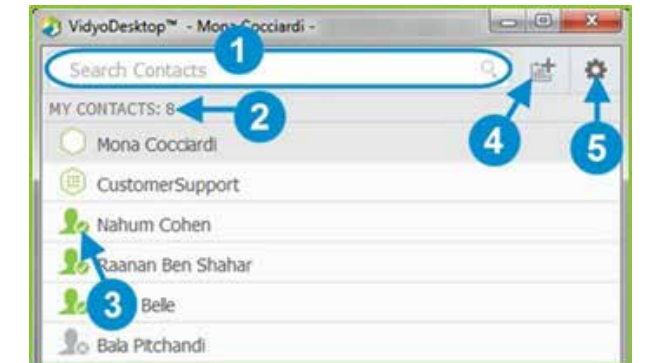 VidyoDesktop™ - Mona Cocciardi -
1
Search Contacts
MY CONTACTS: 8
2
4
5
Mona Cocciardi
CustomerSupport
Nahum Cohen
Raanan Ben Shahar
3
Belle
Bala Pitchandi